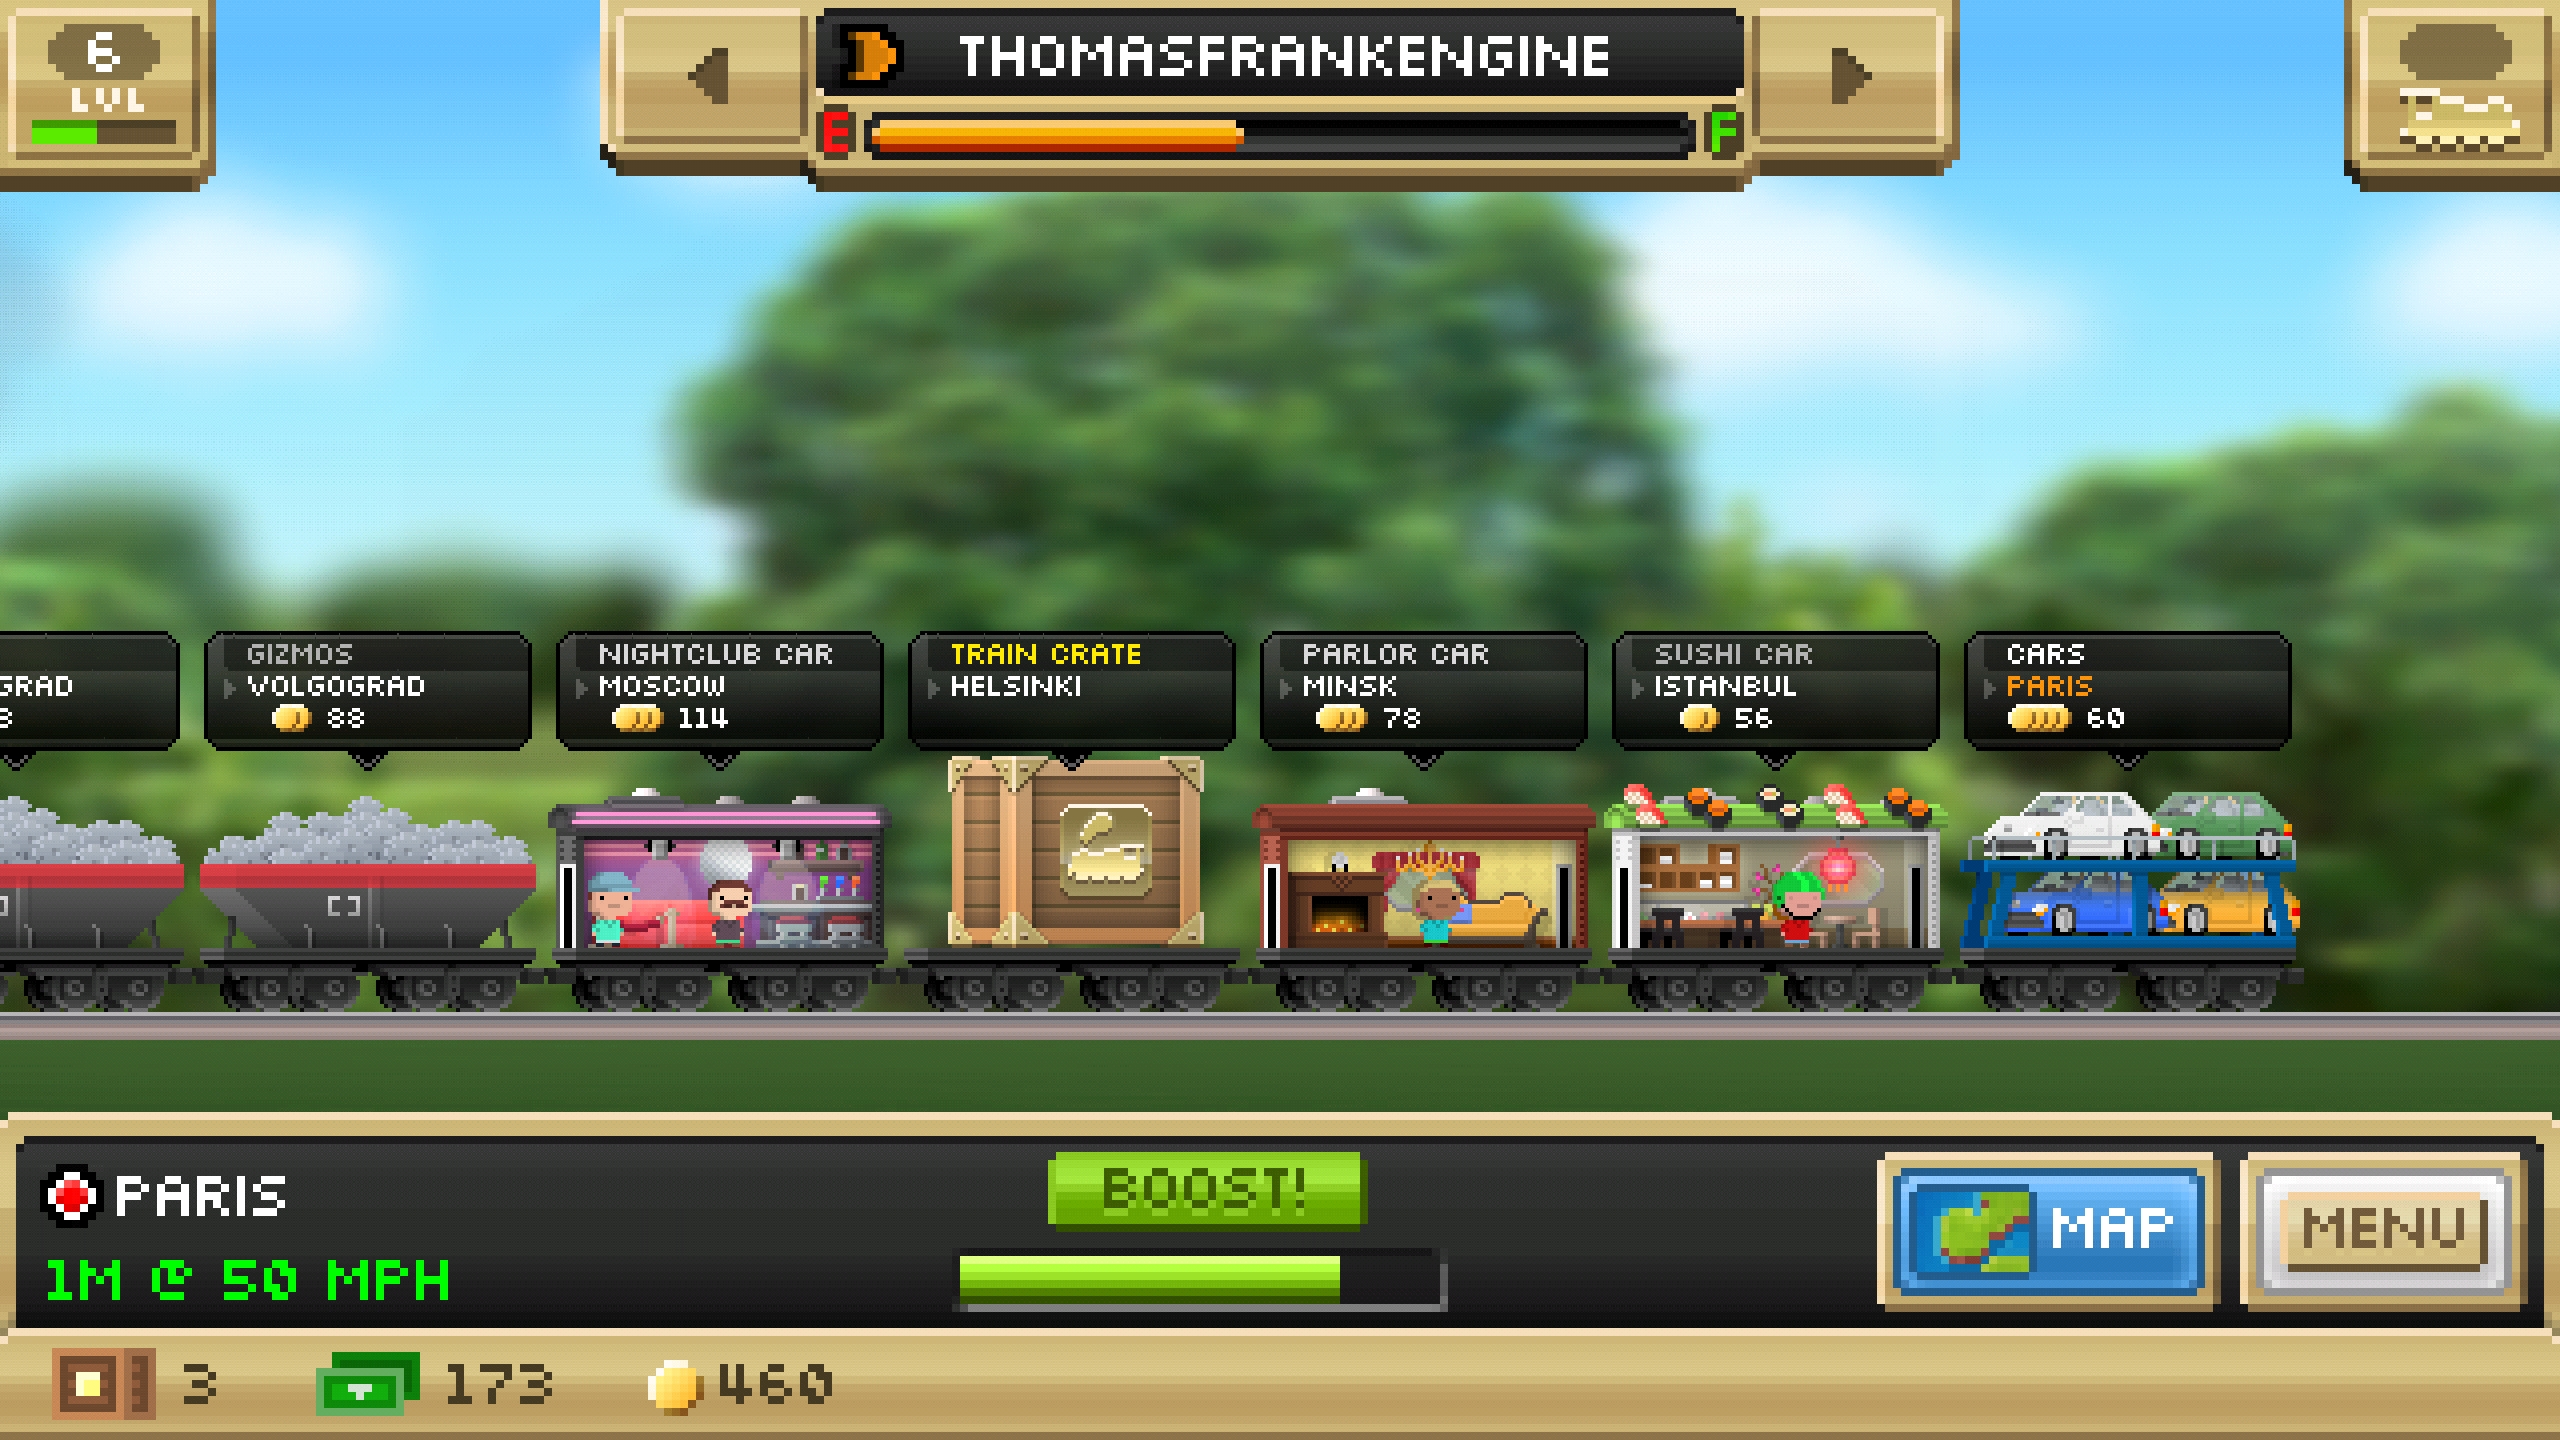 6
LVL
THOMASFRANKENGINE
E
F
GRAD
GIZMOS
VOLGOGRAD
88
NIGHTCLUB CAR
MOSCOW
114
TRAIN CRATE
HELSINKI
PARLOR CAR
MINSK
78
SUSHI CAR
ISTANBUL
56
CARS
PARIS
60
PARIS
1M @ 50 MPH
BOOST!
MAP
MENU
3
173
460